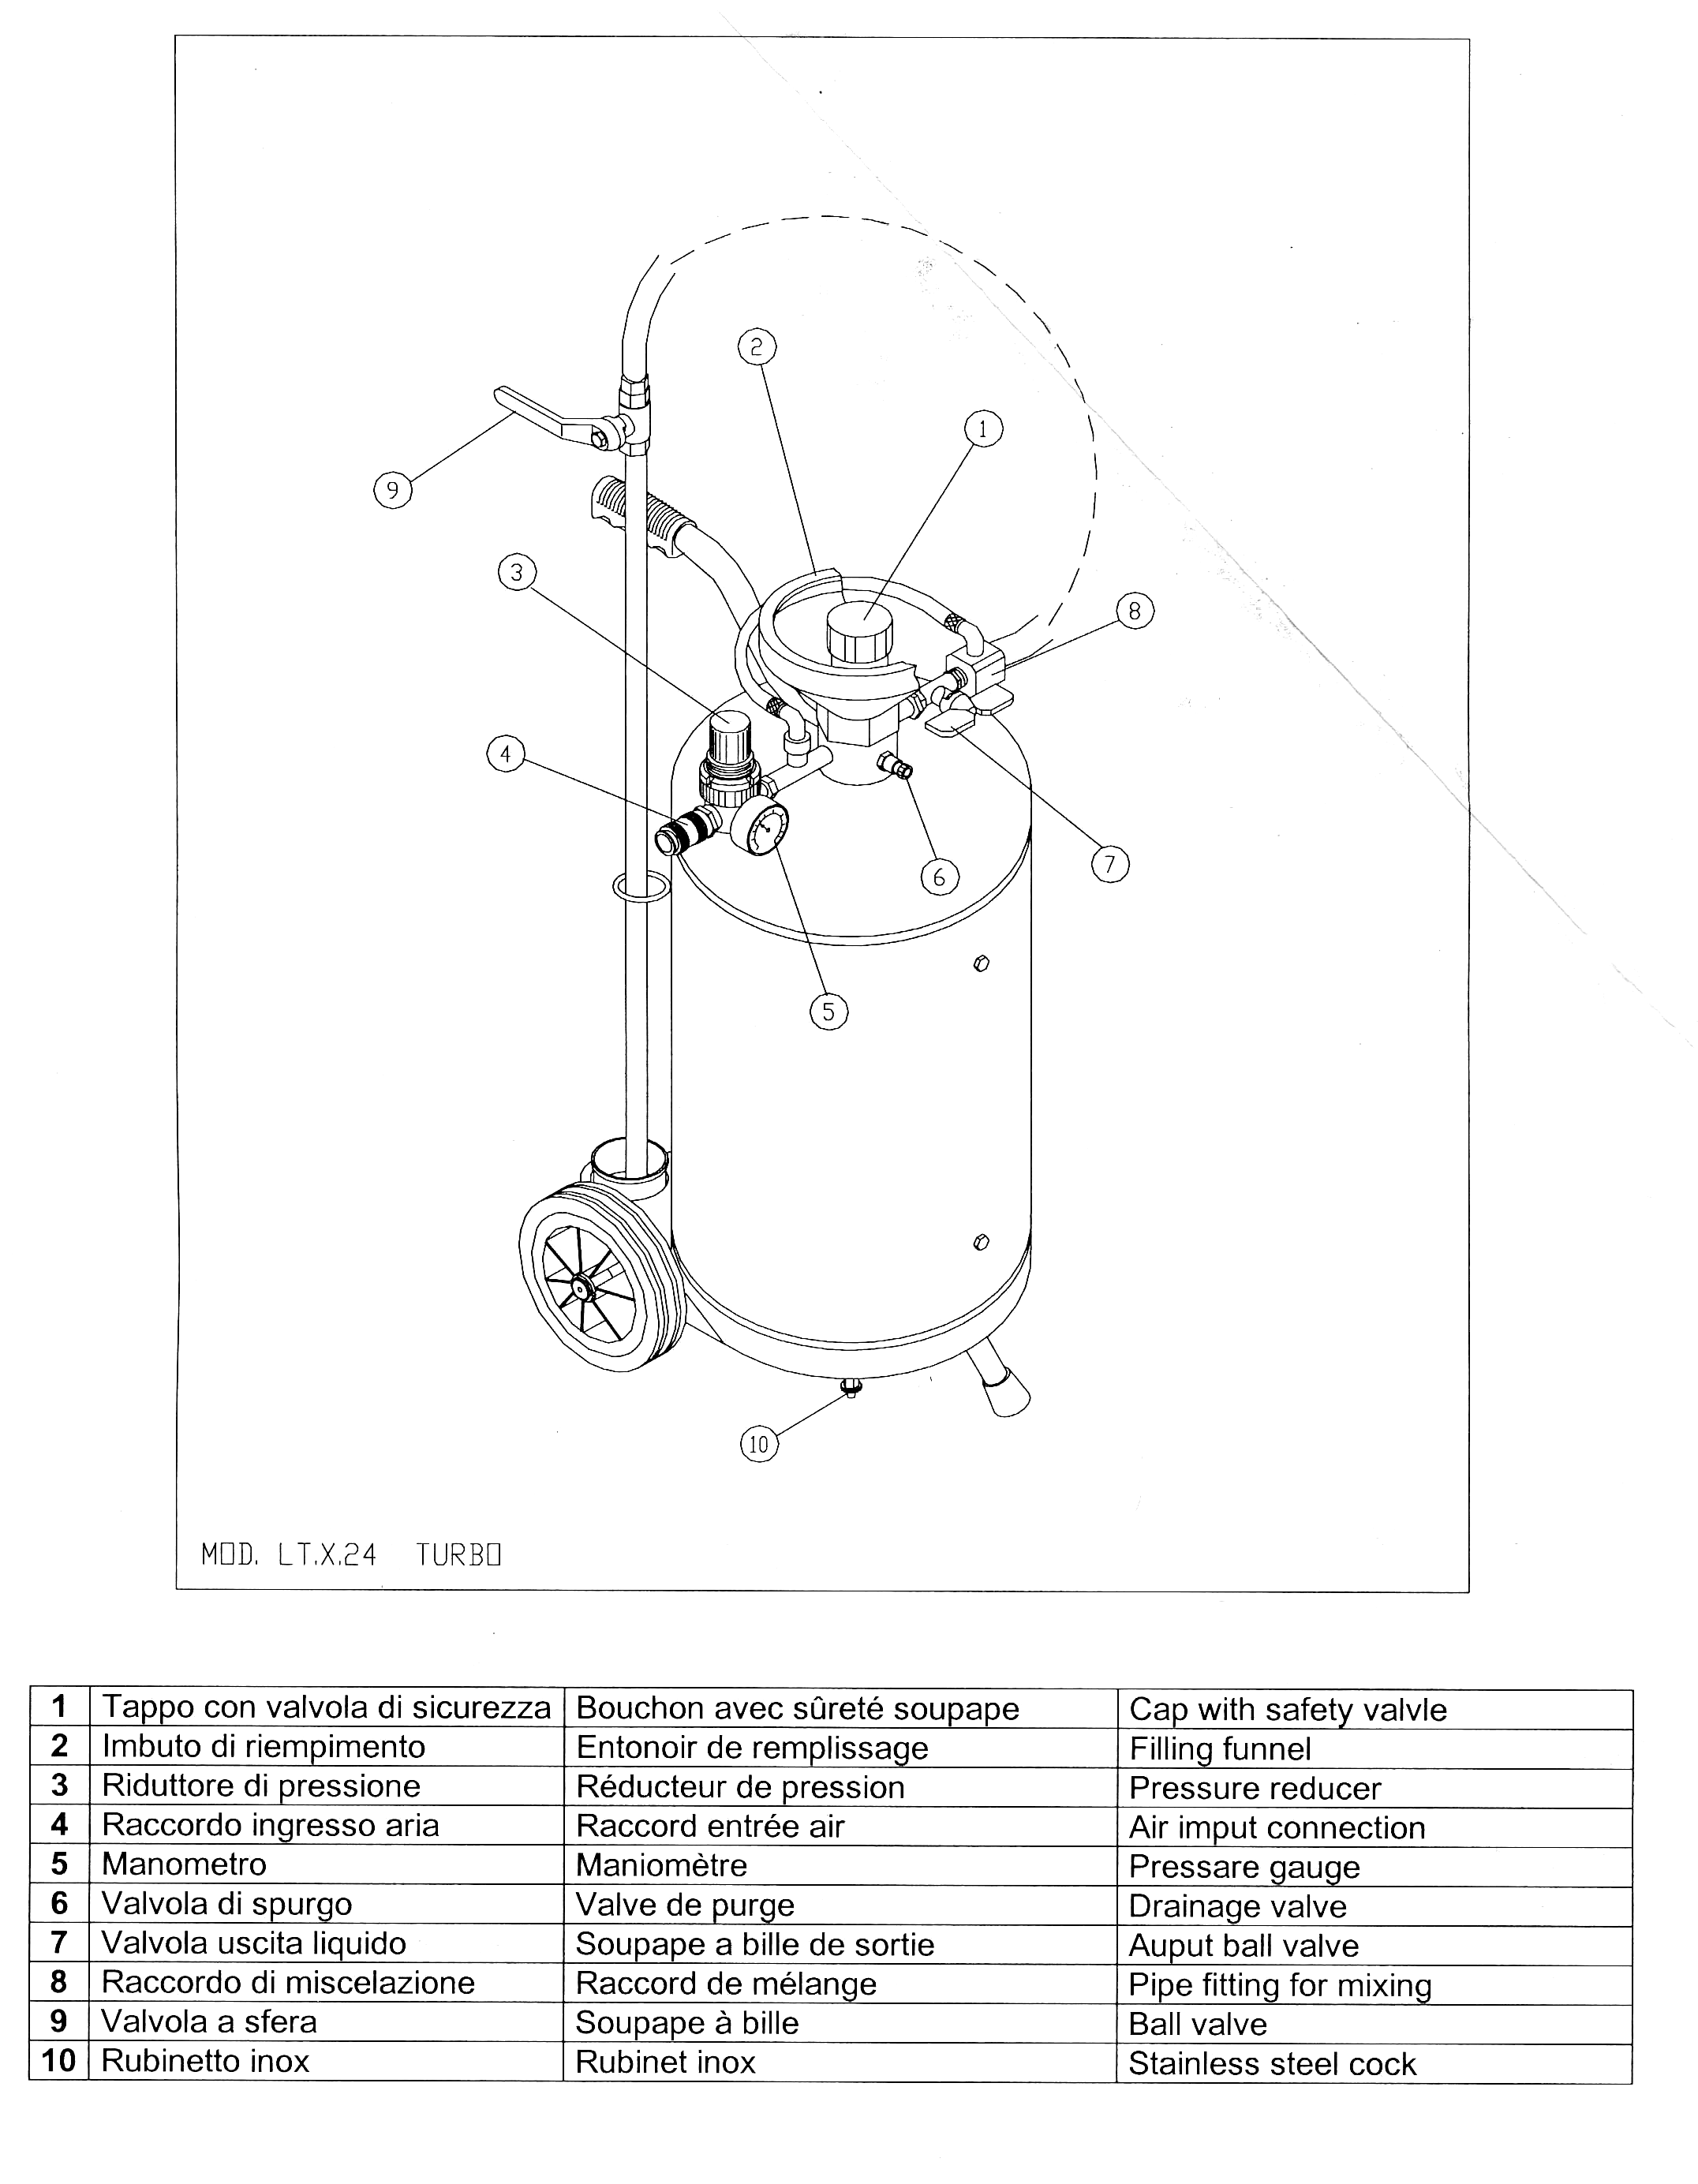 2
1
9
3
8
4
6
7
5
10
MOD. LT.X.24 TURBO
1 Tappo con valvola di sicurezza Bouchon avec sûreté soupape Cap with safety valvle
2 Imbuto di riempimento Entonoir de remplissage Filling funnel
3 Riduttore di pressione Réducteur de pression Pressure reducer
4 Raccordo ingresso aria Raccord entrée air Air imput connection
5 Manometro Maniomètre Pressare gauge
6 Valvola di spurgo Valve de purge Drainage valve
7 Valvola uscita liquido Soupape a bille de sortie Auput ball valve
8 Raccordo di miscelazione Raccord de mélange Pipe fitting for mixing
9 Valvola a sfera Soupape à bille Ball valve
10 Rubinetto inox Rubinet inox Stainless steel cock